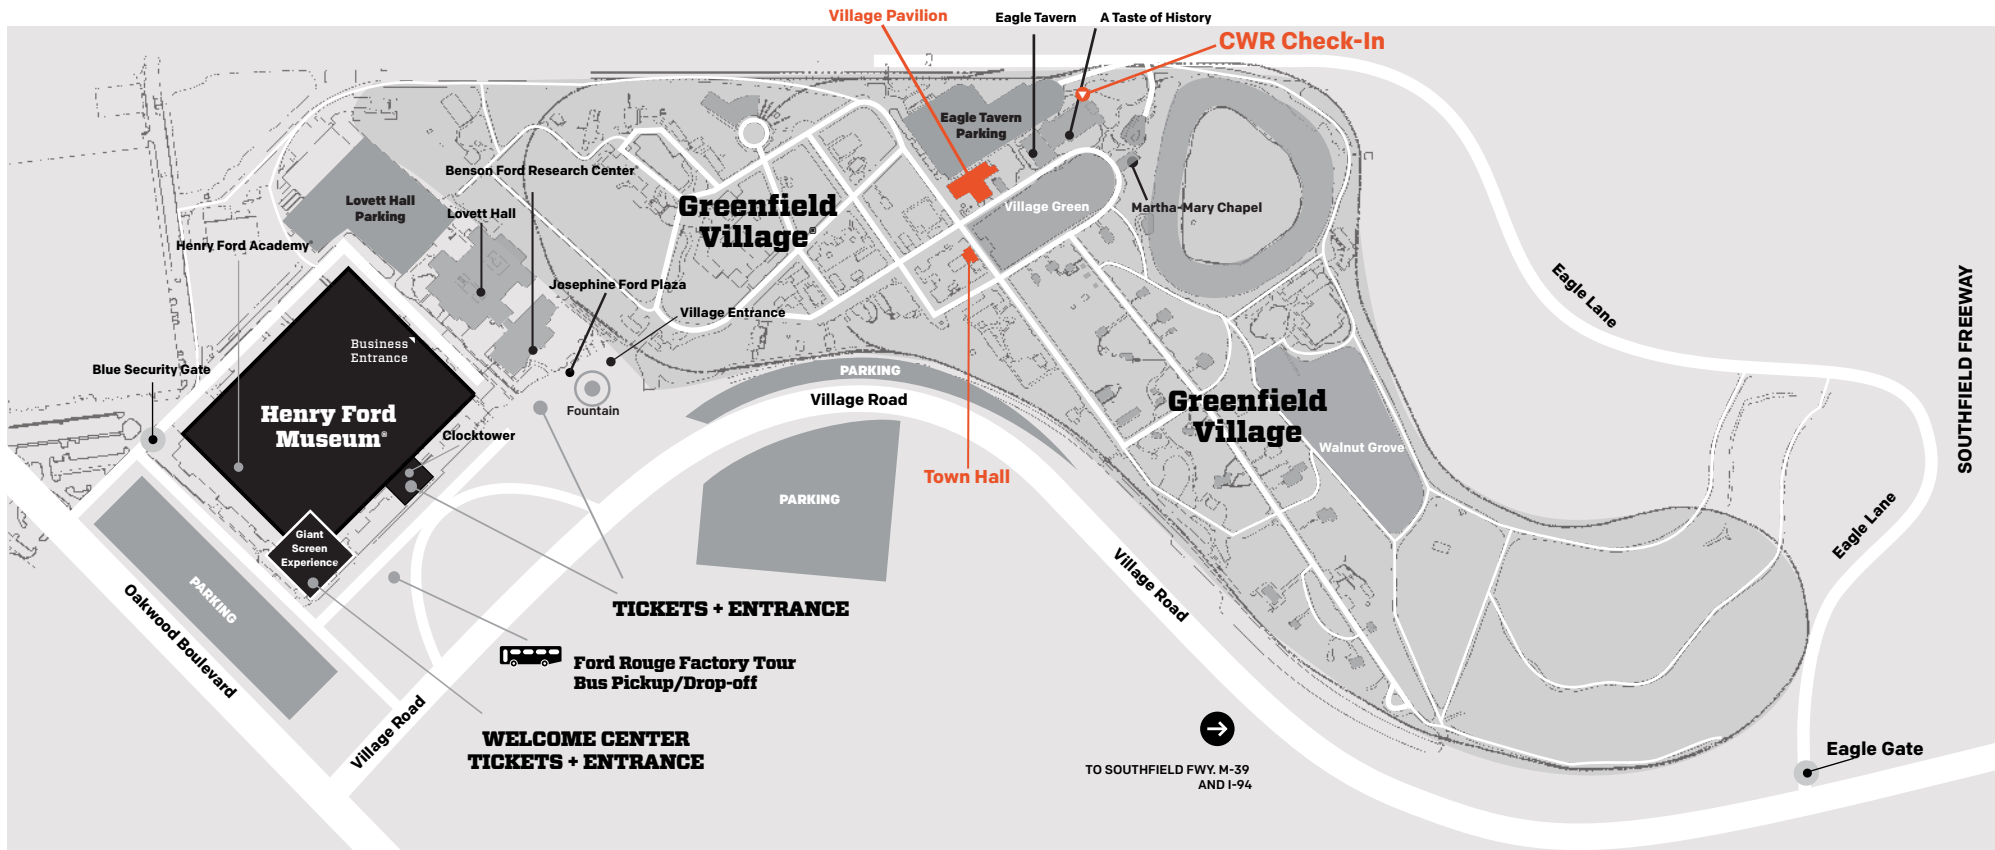 Village Pavilion
Eagle Tavern
A Taste of History
CWR Check-In
Eagle Tavern
Parking
Benson Ford Research Center®
Lovett Hall
Parking
Lovett Hall
Greenfield
Village®
Village Green
Martha-Mary Chapel
Henry Ford Academy®
Josephine Ford Plaza
Village Entrance
Eagle Lane
SOUTHFIELD FREEWAY
Business
Entrance
Blue Security Gate
PARKING
Village Road
Fountain
Henry Ford
Museum®
Clocktower
Greenfield
Village
Walnut Grove
Town Hall
PARKING
Eagle Lane
Giant
Screen
Experience
PARKING
Oakwood Boulevard
Village Road
TICKETS + ENTRANCE
Ford Rouge Factory Tour
Bus Pickup/Drop-off
Village Road
WELCOME CENTER
TICKETS + ENTRANCE
TO SOUTHFIELD FWY. M-39
AND I-94
Eagle Gate